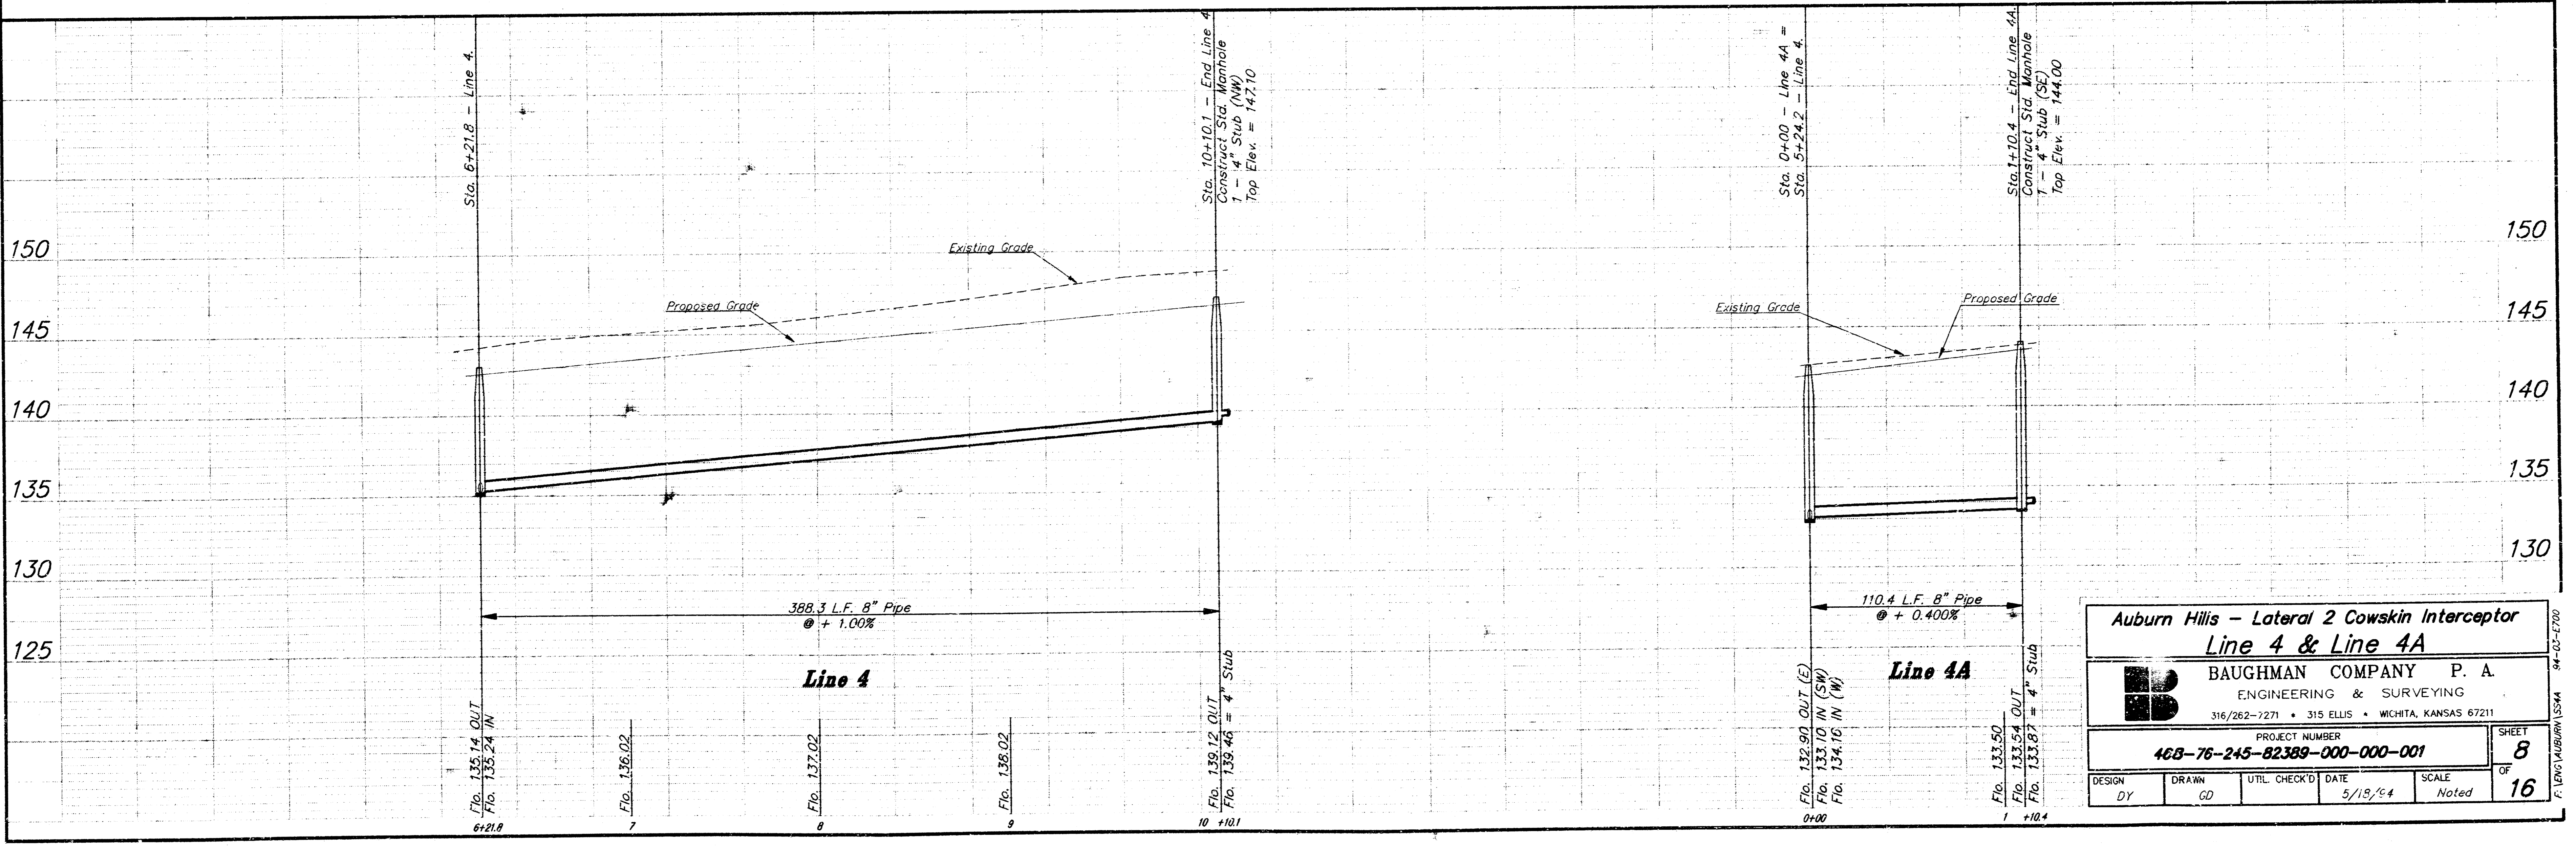 Sta. 6+21.8 - Line 4.
Sta. 10+10.1 - End Line 4
Construct Std. Manhole
1 - 4" Stub (NW)
Top Elev. = 147.10
Sta. 0+00 - Line 4A =
Sta. 5+24.2 - Line 4.
Sta. 1+10.4 - End Line 4A.
Construct Std. Manhole
1 - 4" Stub (SE)
Top Elev. = 144.00
150
145
140
135
130
125
Existing Grade
Proposed Grade
Existing Grade
Proposed Grade
150
145
140
135
130
388.3 L.F. 8" Pipe
@ + 1.00%
110.4 L.F. 8" Pipe
@ + 0.400%
Line 4
Line 4A
Flo. 135.14 OUT
Flo. 135.24 IN
Flo. 136.02
Flo. 137.02
Flo. 138.02
Flo. 139.12 OUT
Flo. 139.46 = 4" Stub
Flo. 132.90 OUT (E)
Flo. 133.10 IN (SW)
Flo. 134.16 IN (W)
Flo. 133.50
Flo. 133.54 OUT
Flo. 133.87 = 4" Stub
6+21.8
7
8
9
10 +10.1
0+00
1 +10.4
Auburn Hills - Lateral 2 Cowskin Interceptor
Line 4 & Line 4A
BAUGHMAN COMPANY P. A.
ENGINEERING & SURVEYING
316/262-7271 • 315 ELLIS • WICHITA, KANSAS 67211
PROJECT NUMBER
468-76-245-82389-000-000-001
SHEET
8
OF
16
DESIGN
DY
DRAWN
GD
UTIL. CHECK'D
DATE
5/18/94
SCALE
Noted
F:\ENG\AUBURN\SS4A 94-03-E700